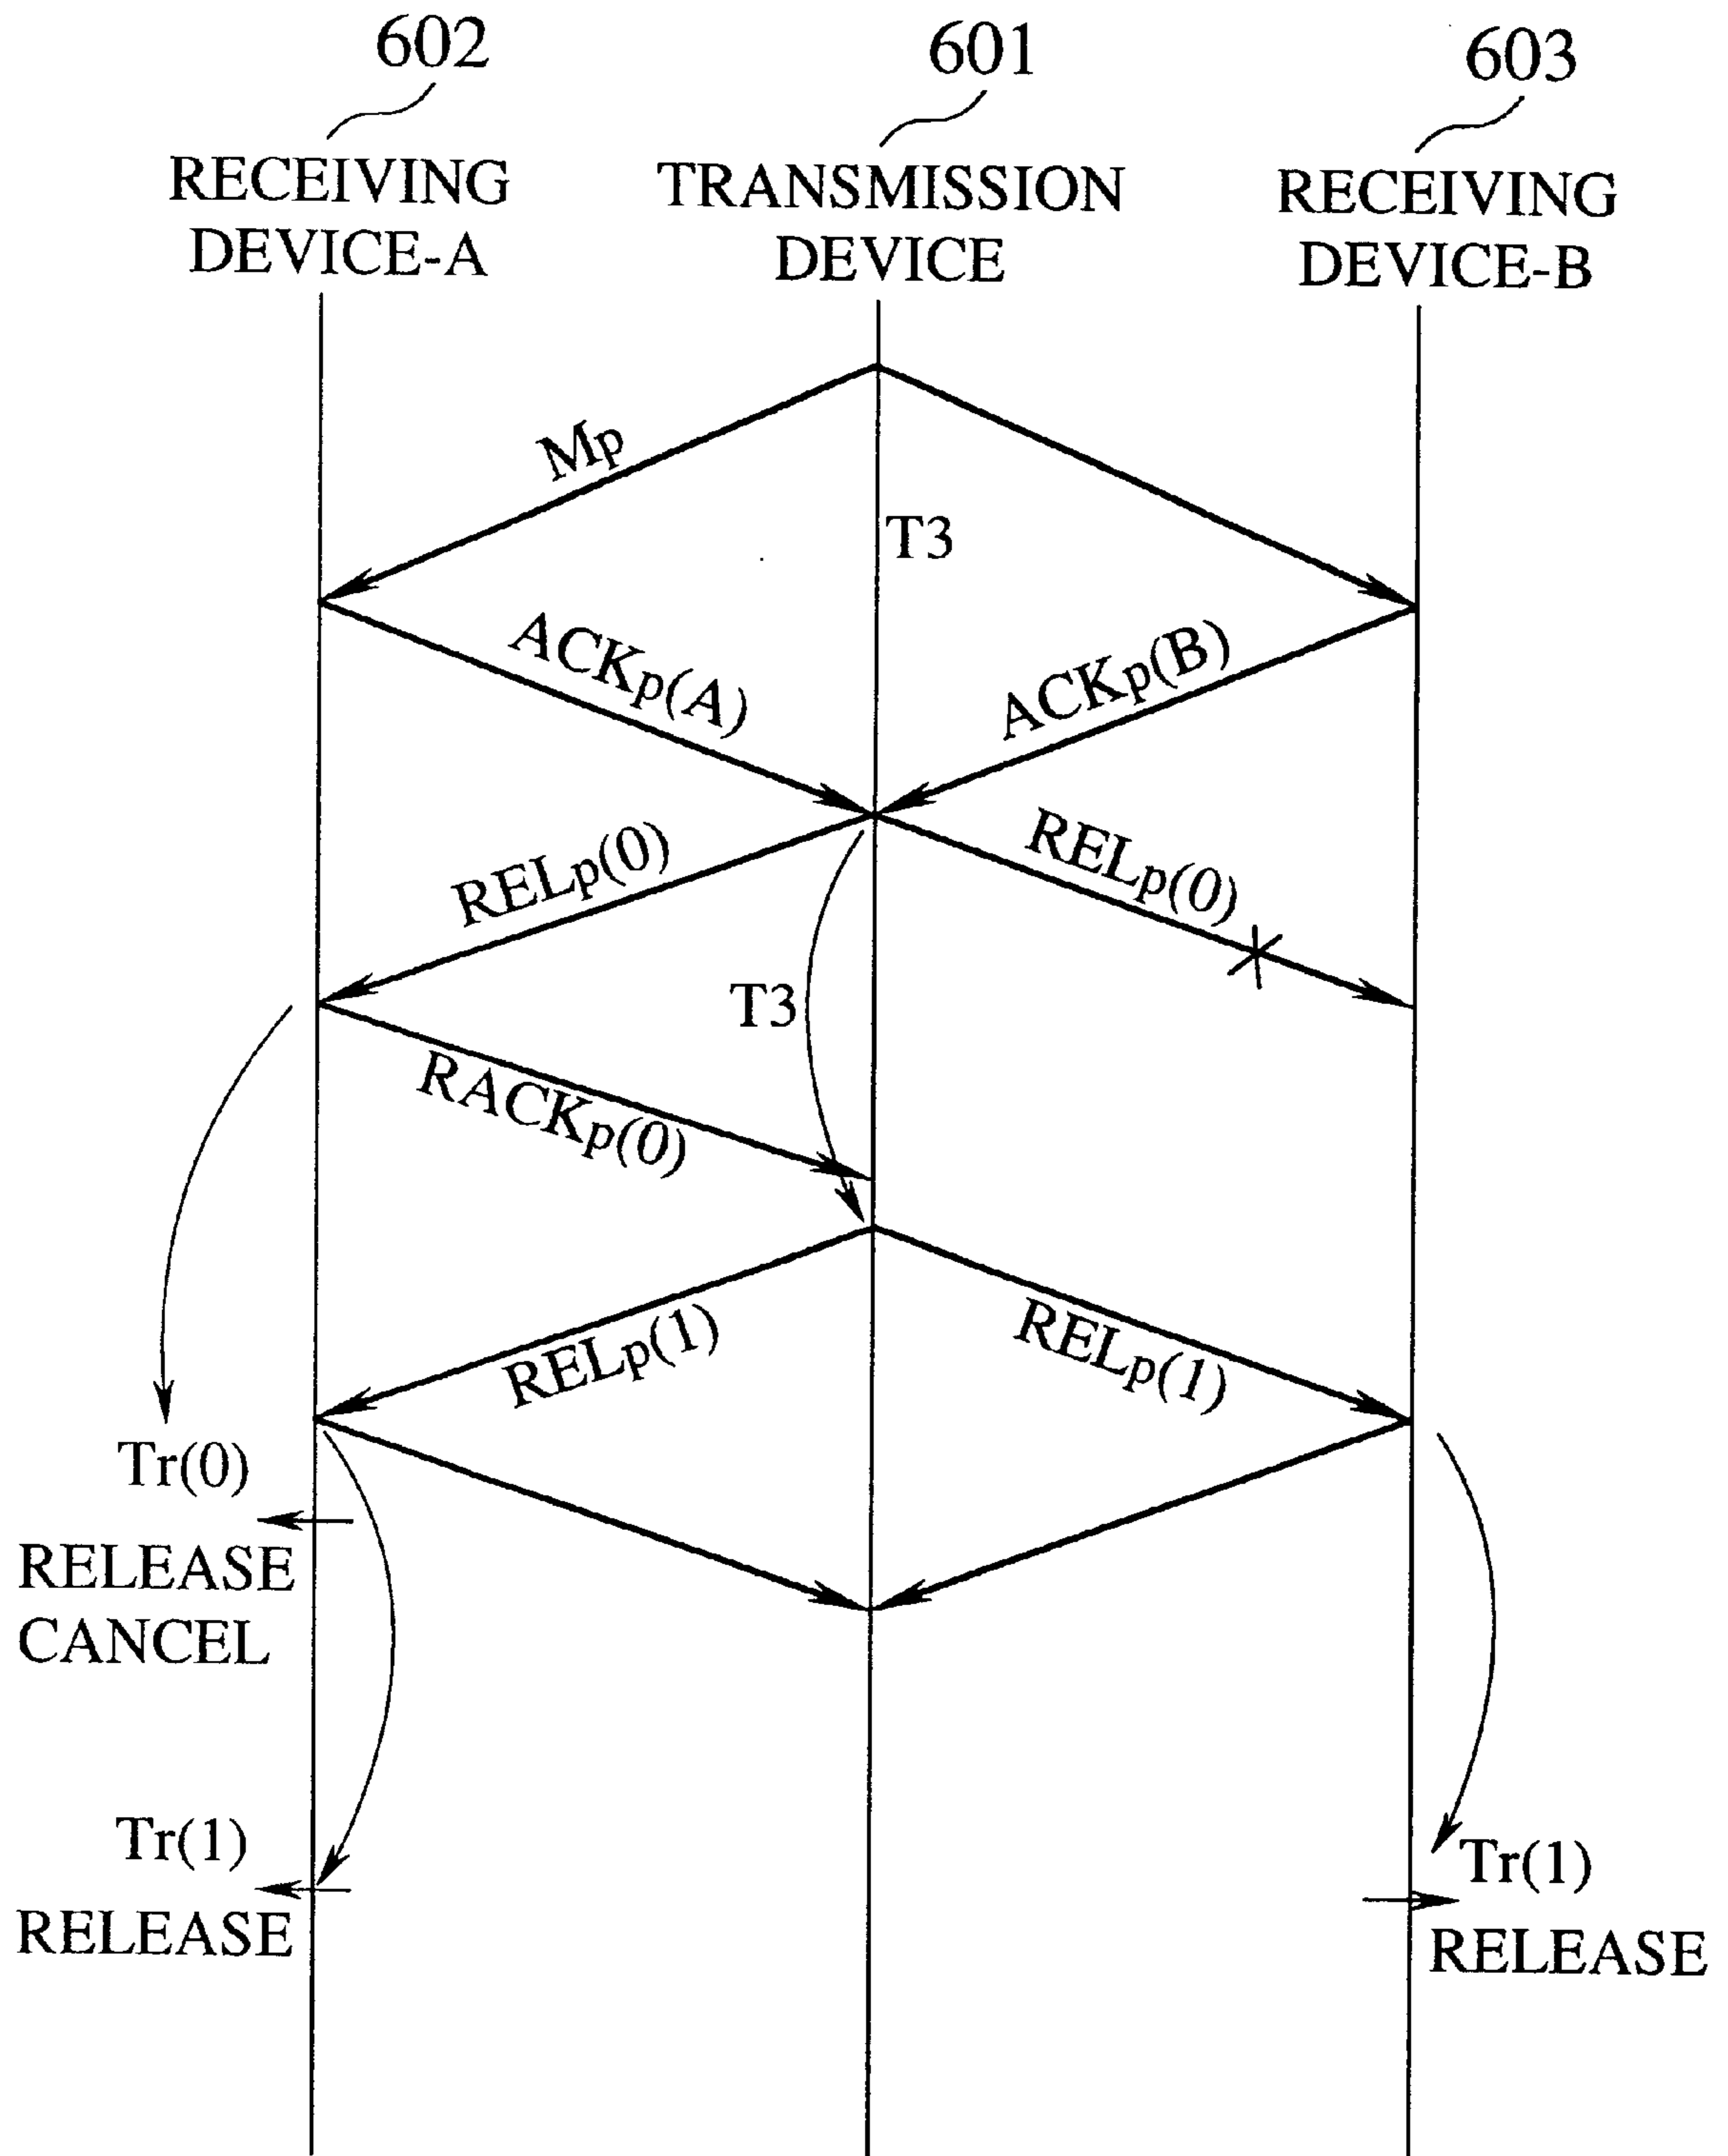 602
601
603
RECEIVING
DEVICE-A
TRANSMISSION
DEVICE
RECEIVING
DEVICE-B
Mp
T3
ACKp(A)
ACKp(B)
RELp(0)
RELp(0)
T3
RACKp(0)
RELp(1)
RELp(1)
Tr(0)
RELEASE
CANCEL
Tr(1)
RELEASE
Tr(1)
RELEASE